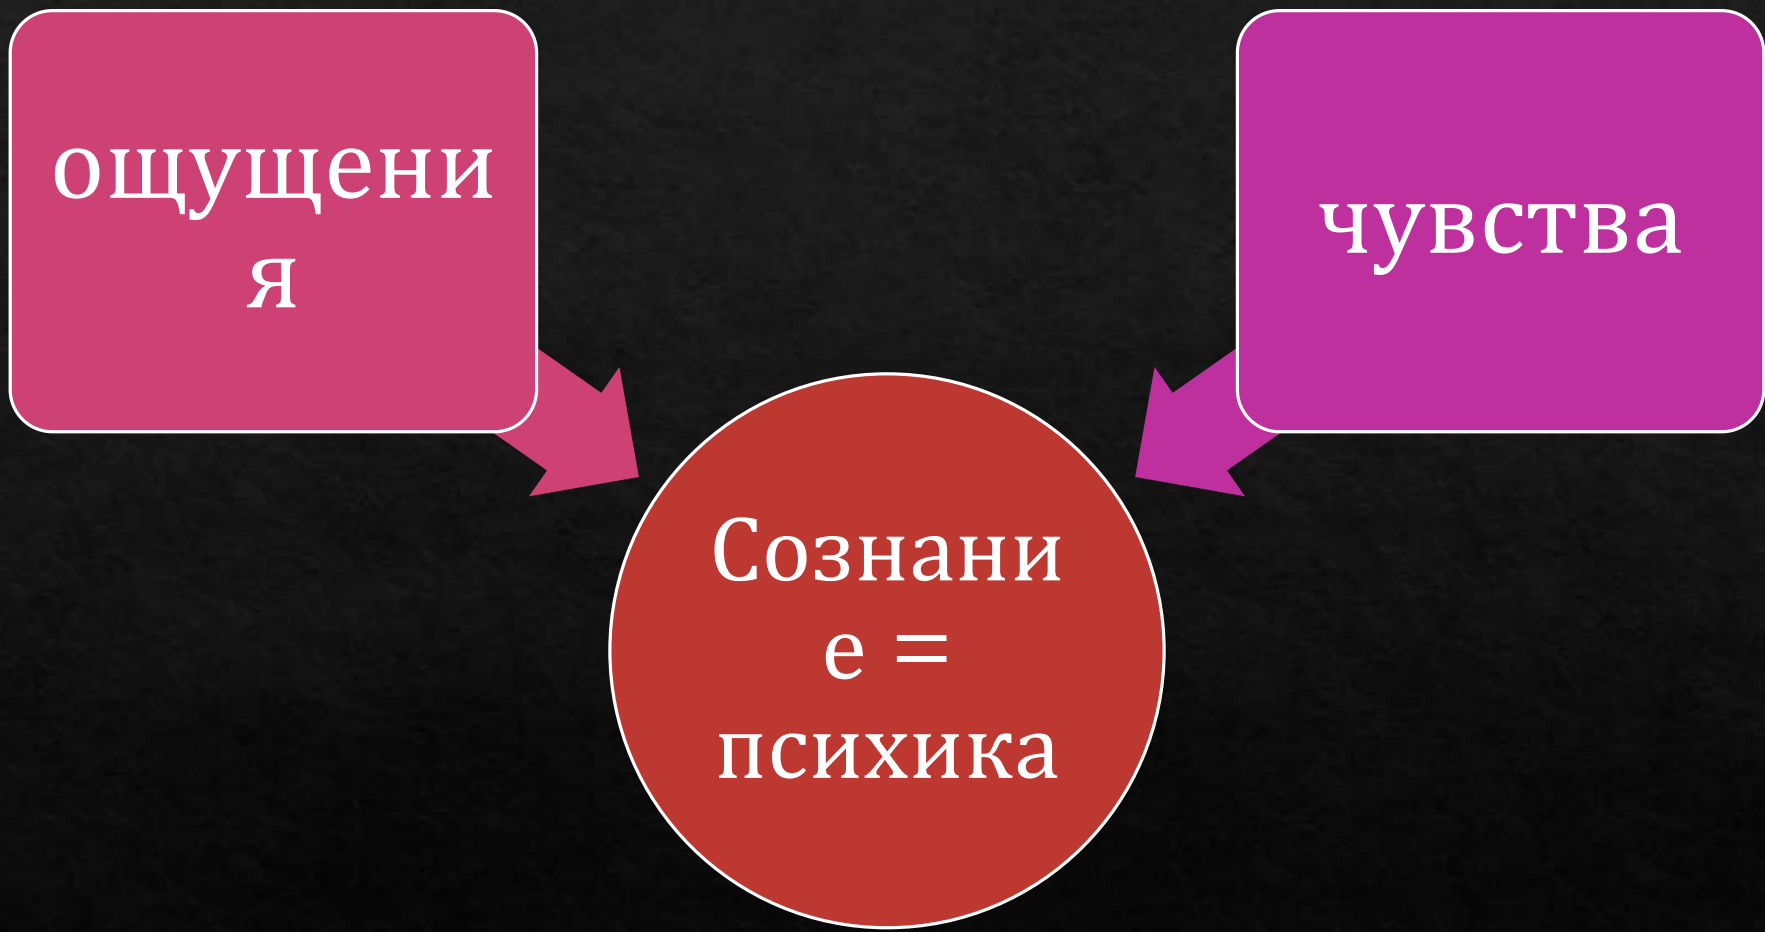 ощущени
я
чувства
Сознани
е =
психика